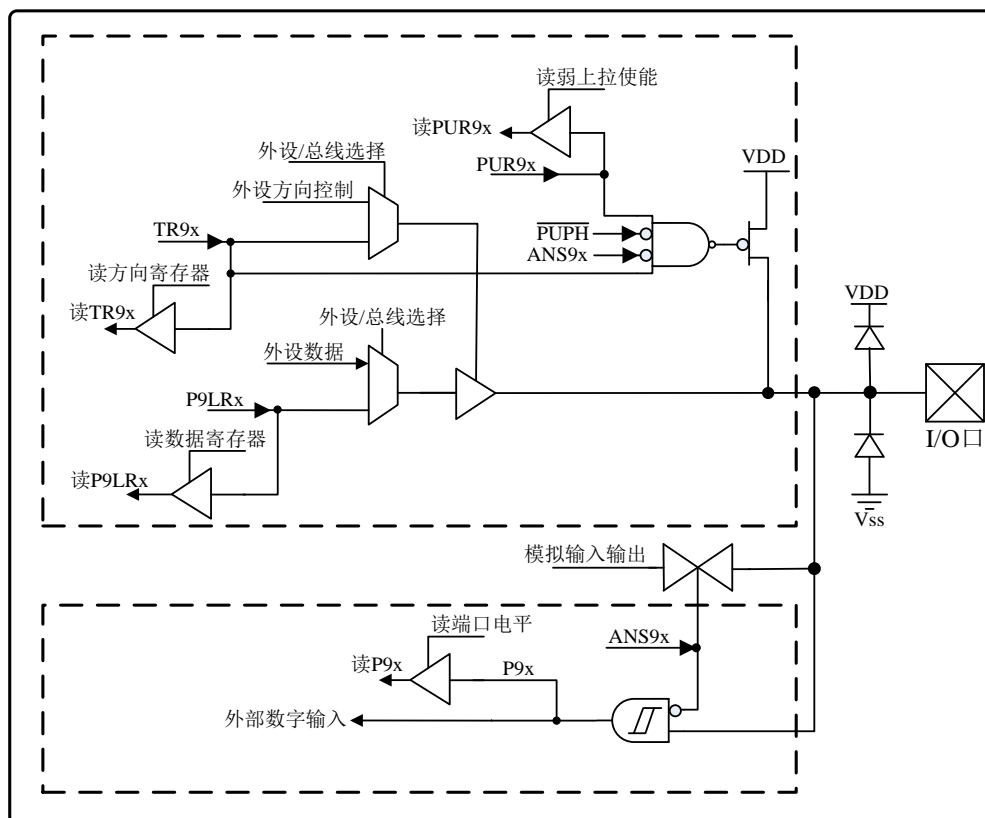 读弱上拉使能
读PUR9x
外设/总线选择
PUR9x
VDD
外设方向控制
TR9x
PUPH
ANS9x
读方向寄存器
读TR9x
外设/总线选择
VDD
外设数据
P9LRx
I/O口
读数据寄存器
读P9LRx
Vss
模拟输入输出
读端口电平
ANS9x
读P9x
P9x
外部数字输入